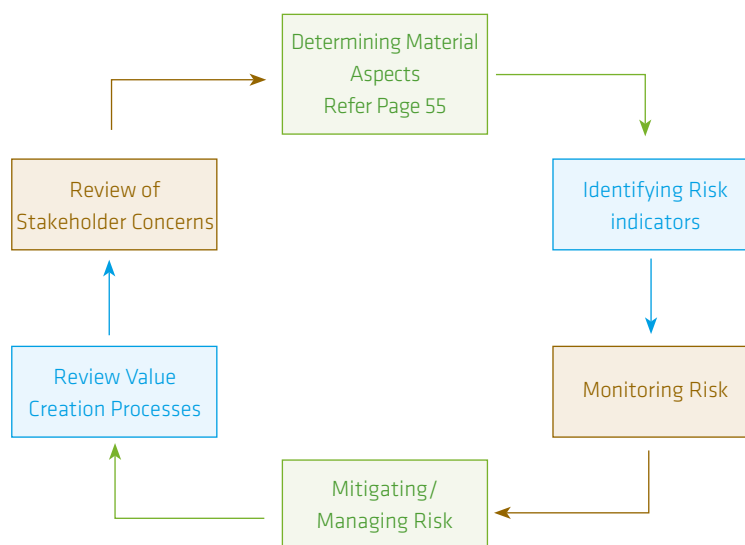 Determining Material
Aspects
Refer Page 55
Identifying Risk
indicators
Monitoring Risk
Mitigating/
Managing Risk
Review Value
Creation Processes
Review of
Stakeholder Concerns